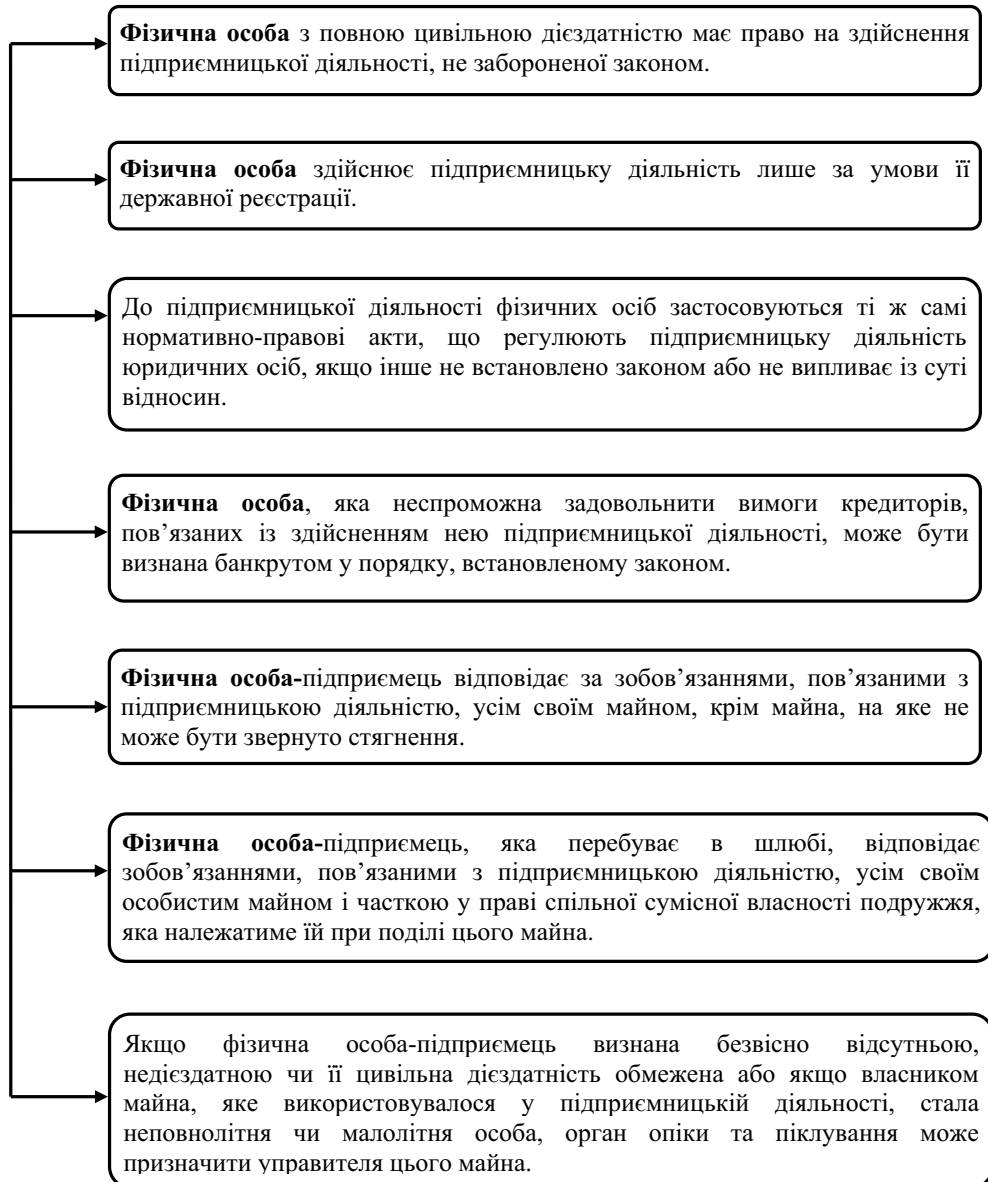 Фізична особа з повною цивільною дієздатністю має право на здійснення
підприємницької діяльності, не забороненої законом.
Фізична особа здійснює підприємницьку діяльність лише за умови її
державної реєстрації.
До підприємницької діяльності фізичних осіб застосовуються ті ж самі
нормативно-правові акти, що регулюють підприємницьку діяльність
юридичних осіб, якщо інше не встановлено законом або не випливає із суті
відносин.
Фізична особа, яка неспроможна задовольнити вимоги кредиторів,
пов’язаних із здійсненням нею підприємницької діяльності, може бути
визнана банкрутом у порядку, встановленому законом.
Фізична особа-підприємець відповідає за зобов’язаннями, пов’язаними з
підприємницькою діяльністю, усім своїм майном, крім майна, на яке не
може бути звернуто стягнення.
Фізична особа-підприємець, яка перебуває в шлюбі, відповідає
зобов’язаннями, пов’язаними з підприємницькою діяльністю, усім своїм
особистим майном і часткою у праві спільної сумісної власності подружжя,
яка належатиме їй при поділі цього майна.
Якщо фізична особа-підприємець визнана безвісно відсутньою,
недієздатною чи її цивільна дієздатність обмежена або якщо власником
майна, яке використовувалося у підприємницькій діяльності, стала
неповнолітня чи малолітня особа, орган опіки та піклування може
призначити управителя цього майна.